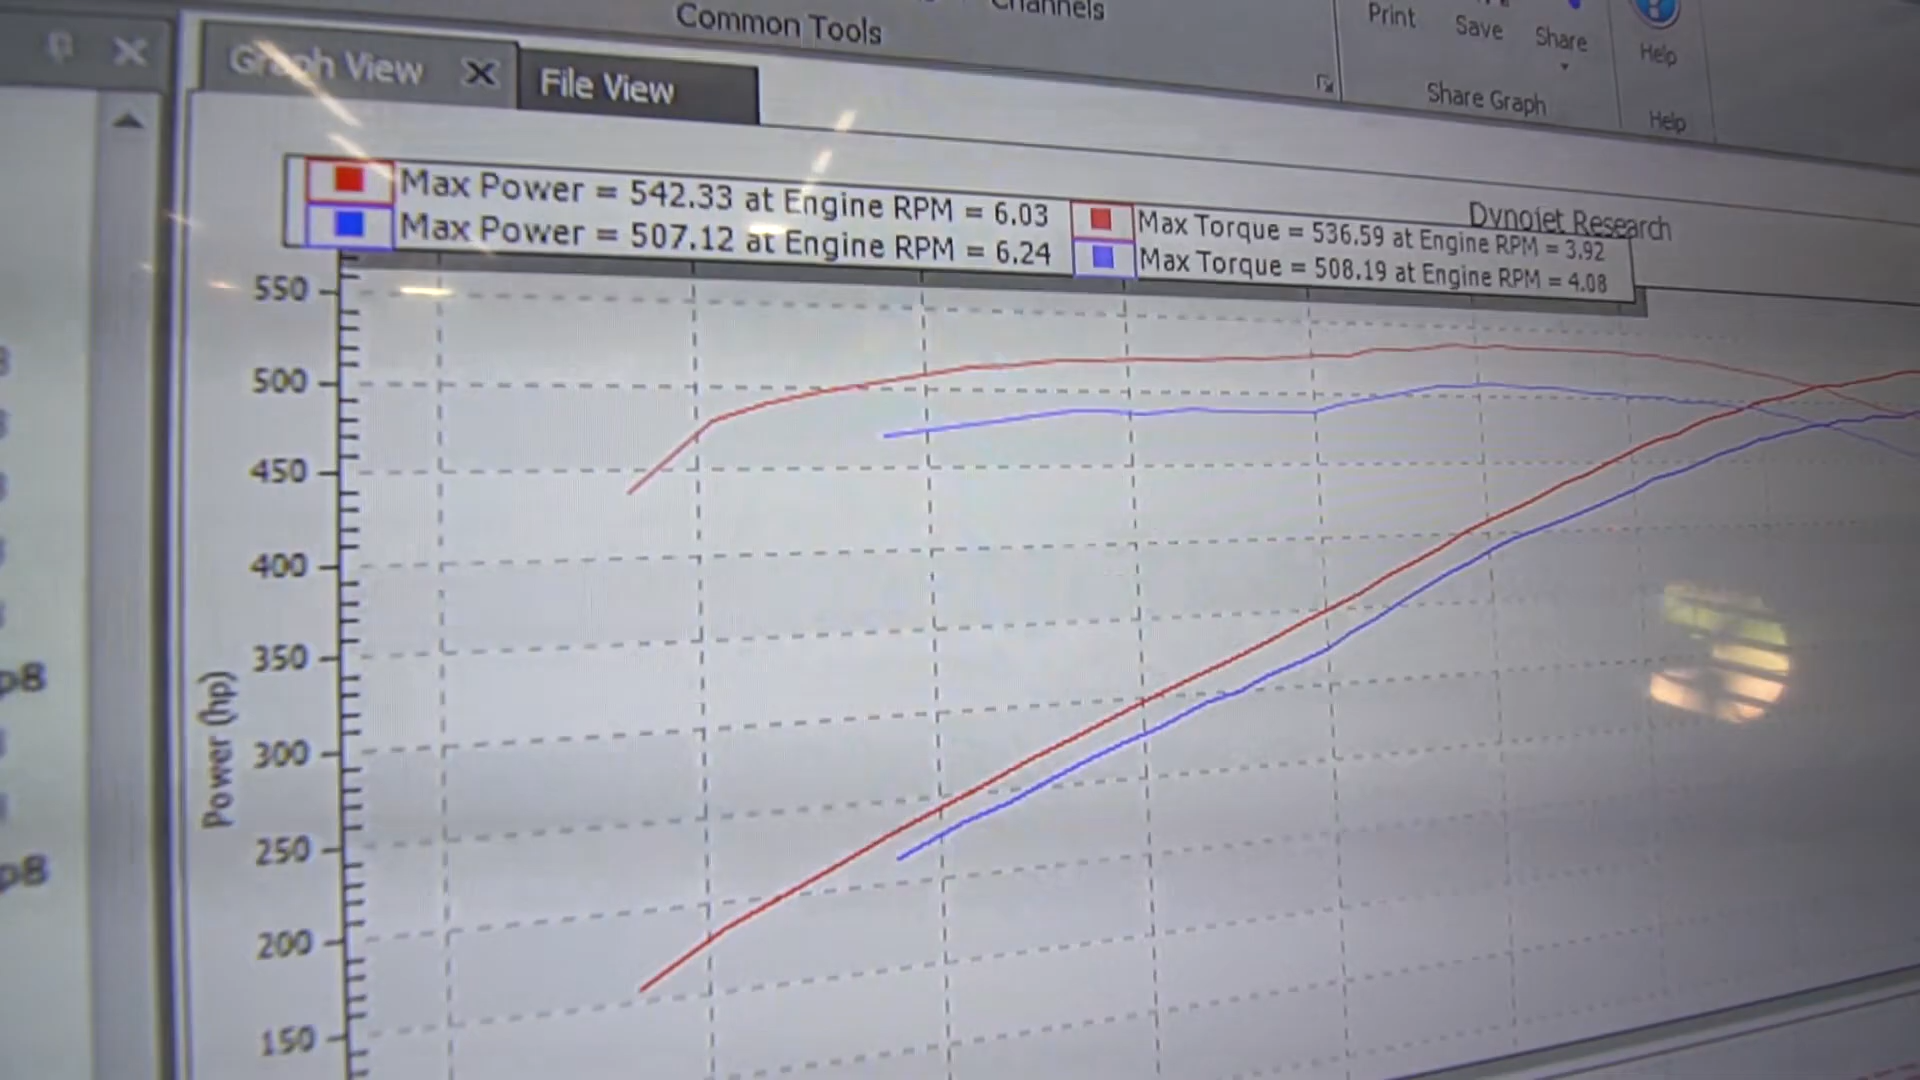 Common Tools
Channels
Print
Save
Share
Help
Share Graph
Help
Graph View
File View
Max Power = 542.33 at Engine RPM = 6.03
Max Power = 507.12 at Engine RPM = 6.24
Max Torque = 536.59 at Engine RPM = 3.92
Max Torque = 508.19 at Engine RPM = 4.08
Dynojet Research
550
500
450
400
350
300
250
200
150
Power (hp)
p8
p8